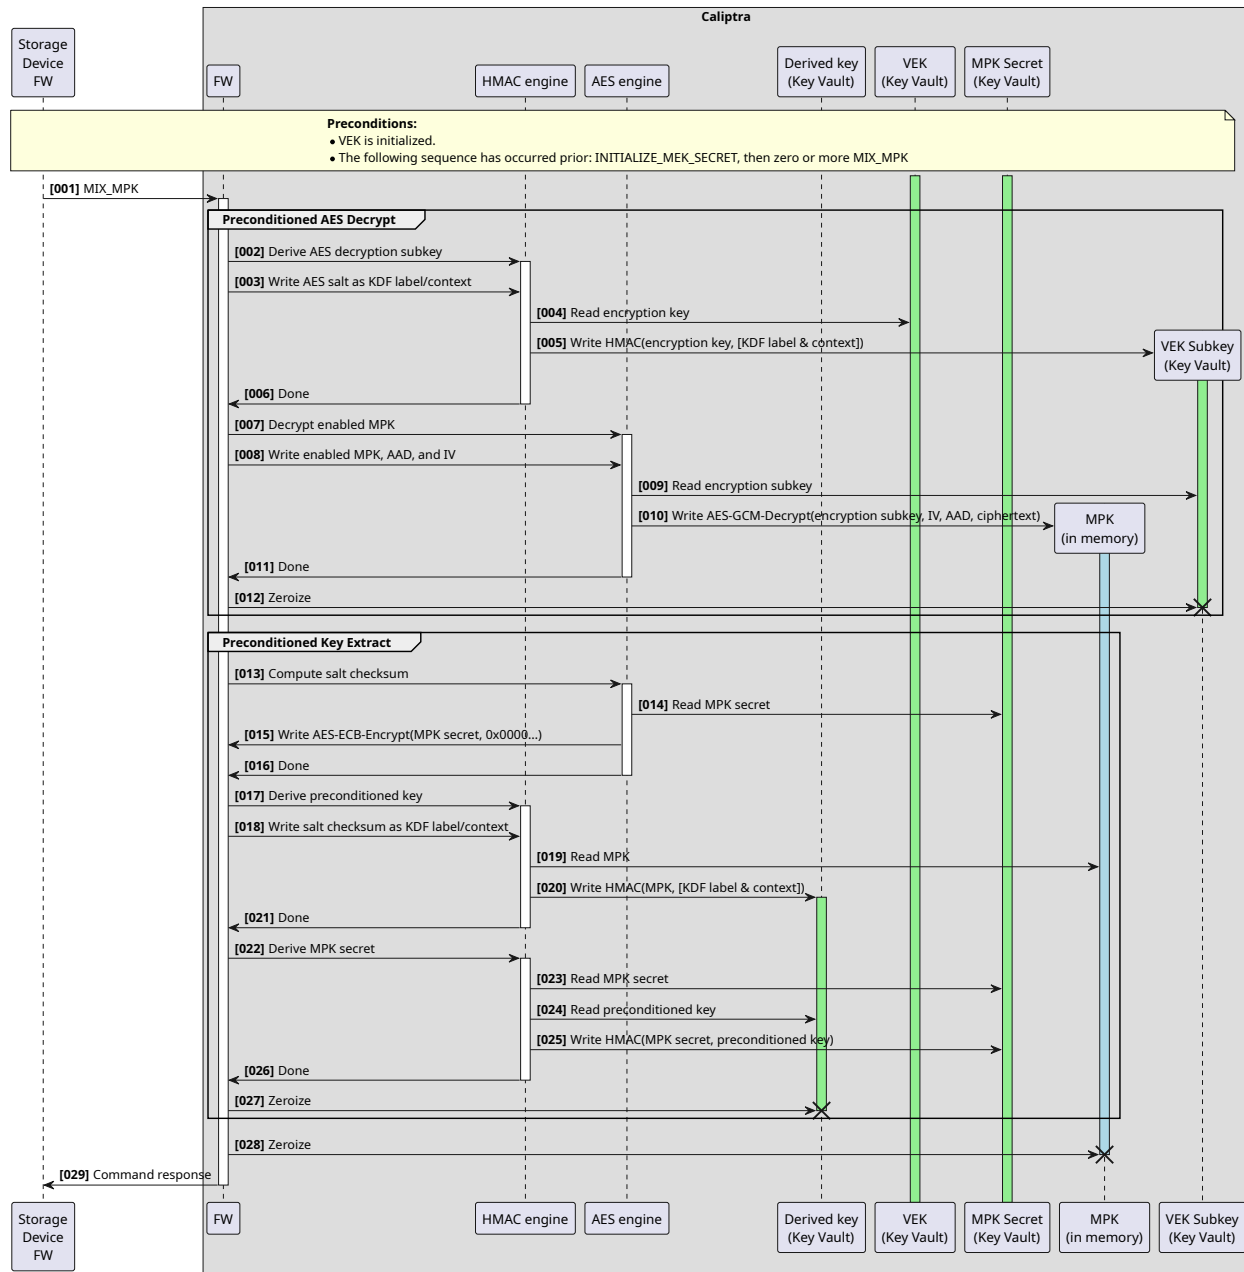 Caliptra
Storage
Device
FW
FW
HMAC engine
AES engine
Derived key
(Key Vault)
VEK
(Key Vault)
MPK Secret
(Key Vault)
Preconditions:
• VEK is initialized.
• The following sequence has occurred prior: INITIALIZE_MEK_SECRET, then zero or more MIX_MPK
[001] MIX_MPK
Preconditioned AES Decrypt
[002] Derive AES decryption subkey
[003] Write AES salt as KDF label/context
[004] Read encryption key
[005] Write HMAC(encryption key, [KDF label & context])
VEK Subkey
(Key Vault)
[006] Done
[007] Decrypt enabled MPK
[008] Write enabled MPK, AAD, and IV
[009] Read encryption subkey
[010] Write AES-GCM-Decrypt(encryption subkey, IV, AAD, ciphertext)
MPK
(in memory)
[011] Done
[012] Zeroize
Preconditioned Key Extract
[013] Compute salt checksum
[014] Read MPK secret
[015] Write AES-ECB-Encrypt(MPK secret, 0x0000...)
[016] Done
[017] Derive preconditioned key
[018] Write salt checksum as KDF label/context
[019] Read MPK
[020] Write HMAC(MPK, [KDF label & context])
[021] Done
[022] Derive MPK secret
[023] Read MPK secret
[024] Read preconditioned key
[025] Write HMAC(MPK secret, preconditioned key)
[026] Done
[027] Zeroize
[028] Zeroize
[029] Command response
Storage
Device
FW
FW
HMAC engine
AES engine
Derived key
(Key Vault)
VEK
(Key Vault)
MPK Secret
(Key Vault)
MPK
(in memory)
VEK Subkey
(Key Vault)